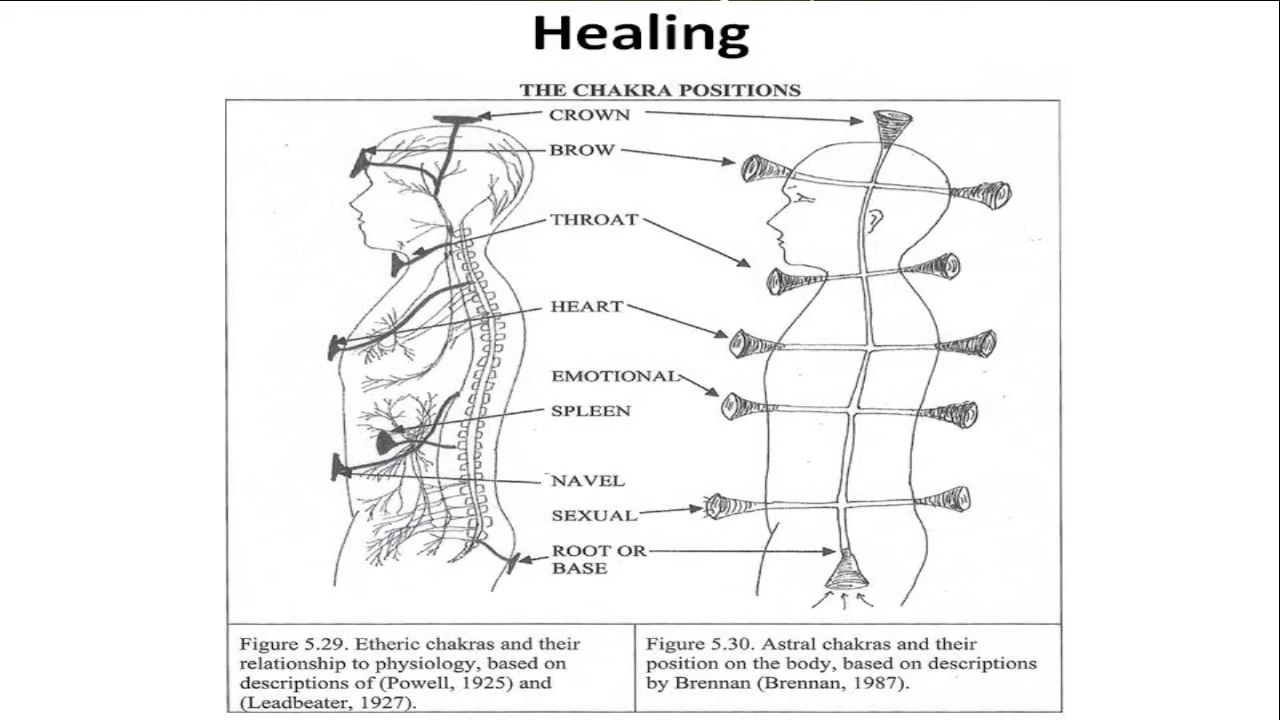 Healing
THE CHAKRA POSITIONS
CROWN
BROW
THROAT
HEART
EMOTIONAL
SPLEEN
NAVEL
SEXUAL
ROOT OR
BASE
Figure 5.29. Etheric chakras and their
relationship to physiology, based on
descriptions of (Powell, 1925) and
(Leadbeater, 1927).
Figure 5.30. Astral chakras and their
position on the body, based on descriptions
by Brennan (Brennan, 1987).